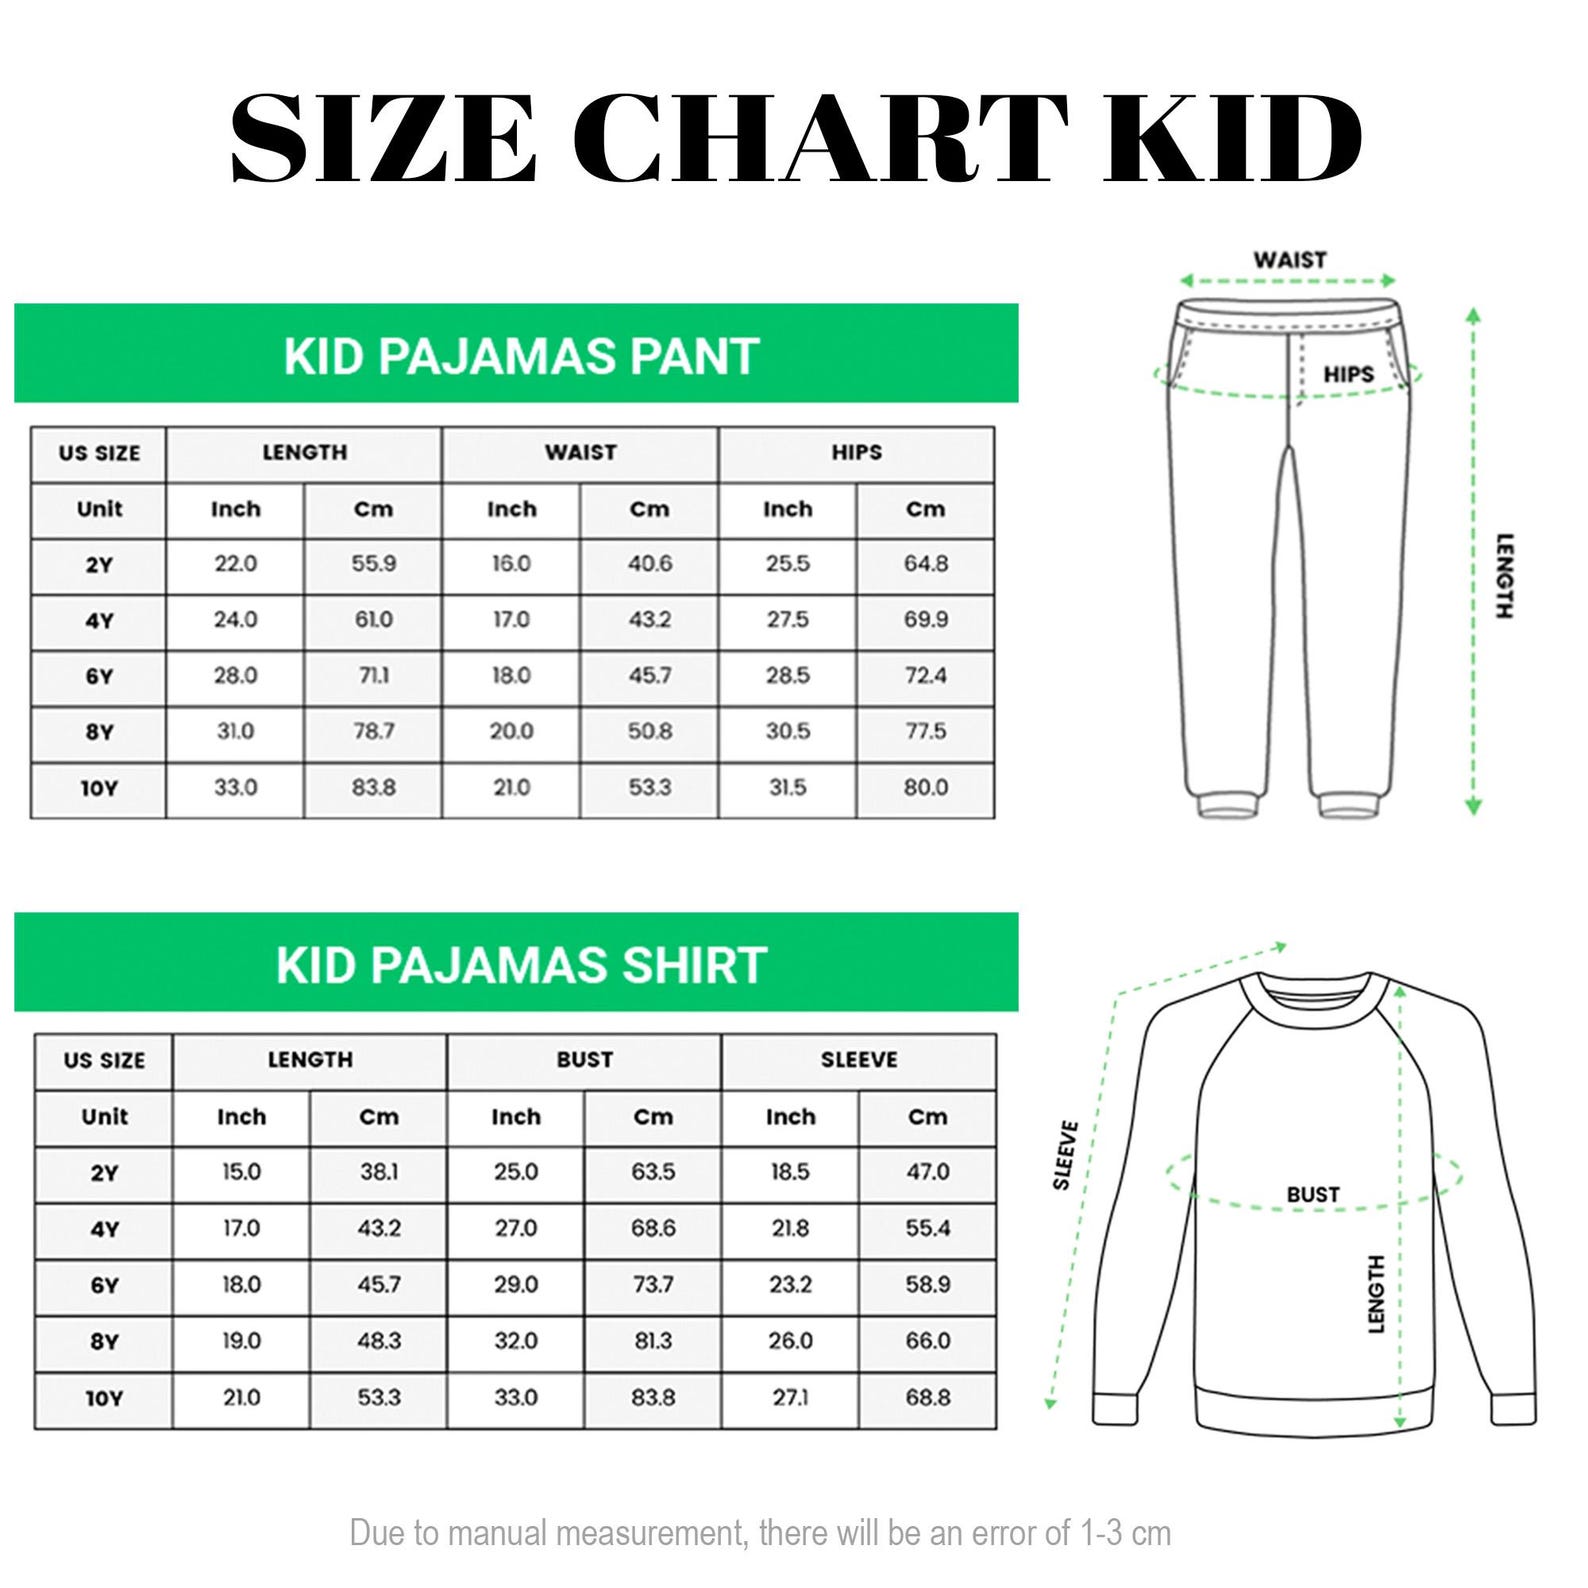 SIZE CHART KID
KID PAJAMAS PANT
US SIZE LENGTH WAIST HIPS
Unit Inch Cm Inch Cm Inch Cm
2Y 22.0 55.9 16.0 40.6 25.5 64.8
4Y 24.0 61.0 17.0 43.2 27.5 69.9
6Y 28.0 71.1 18.0 45.7 28.5 72.4
8Y 31.0 78.7 20.0 50.8 30.5 77.5
10Y 33.0 83.8 21.0 53.3 31.5 80.0
WAIST
HIPS
LENGTH
KID PAJAMAS SHIRT
US SIZE LENGTH BUST SLEEVE
Unit Inch Cm Inch Cm Inch Cm
2Y 15.0 38.1 25.0 63.5 18.5 47.0
4Y 17.0 43.2 27.0 68.6 21.8 55.4
6Y 18.0 45.7 29.0 73.7 23.2 58.9
8Y 19.0 48.3 32.0 81.3 26.0 66.0
10Y 21.0 53.3 33.0 83.8 27.1 68.8
SLEEVE
BUST
LENGTH
Due to manual measurement, there will be an error of 1-3 cm